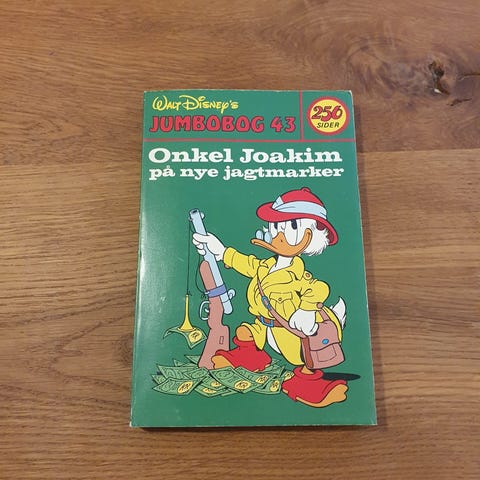 WALT DISNEY'S
JUMBOBOG 43
256
SIDER
Onkel Joakim
på nye jagtmarker